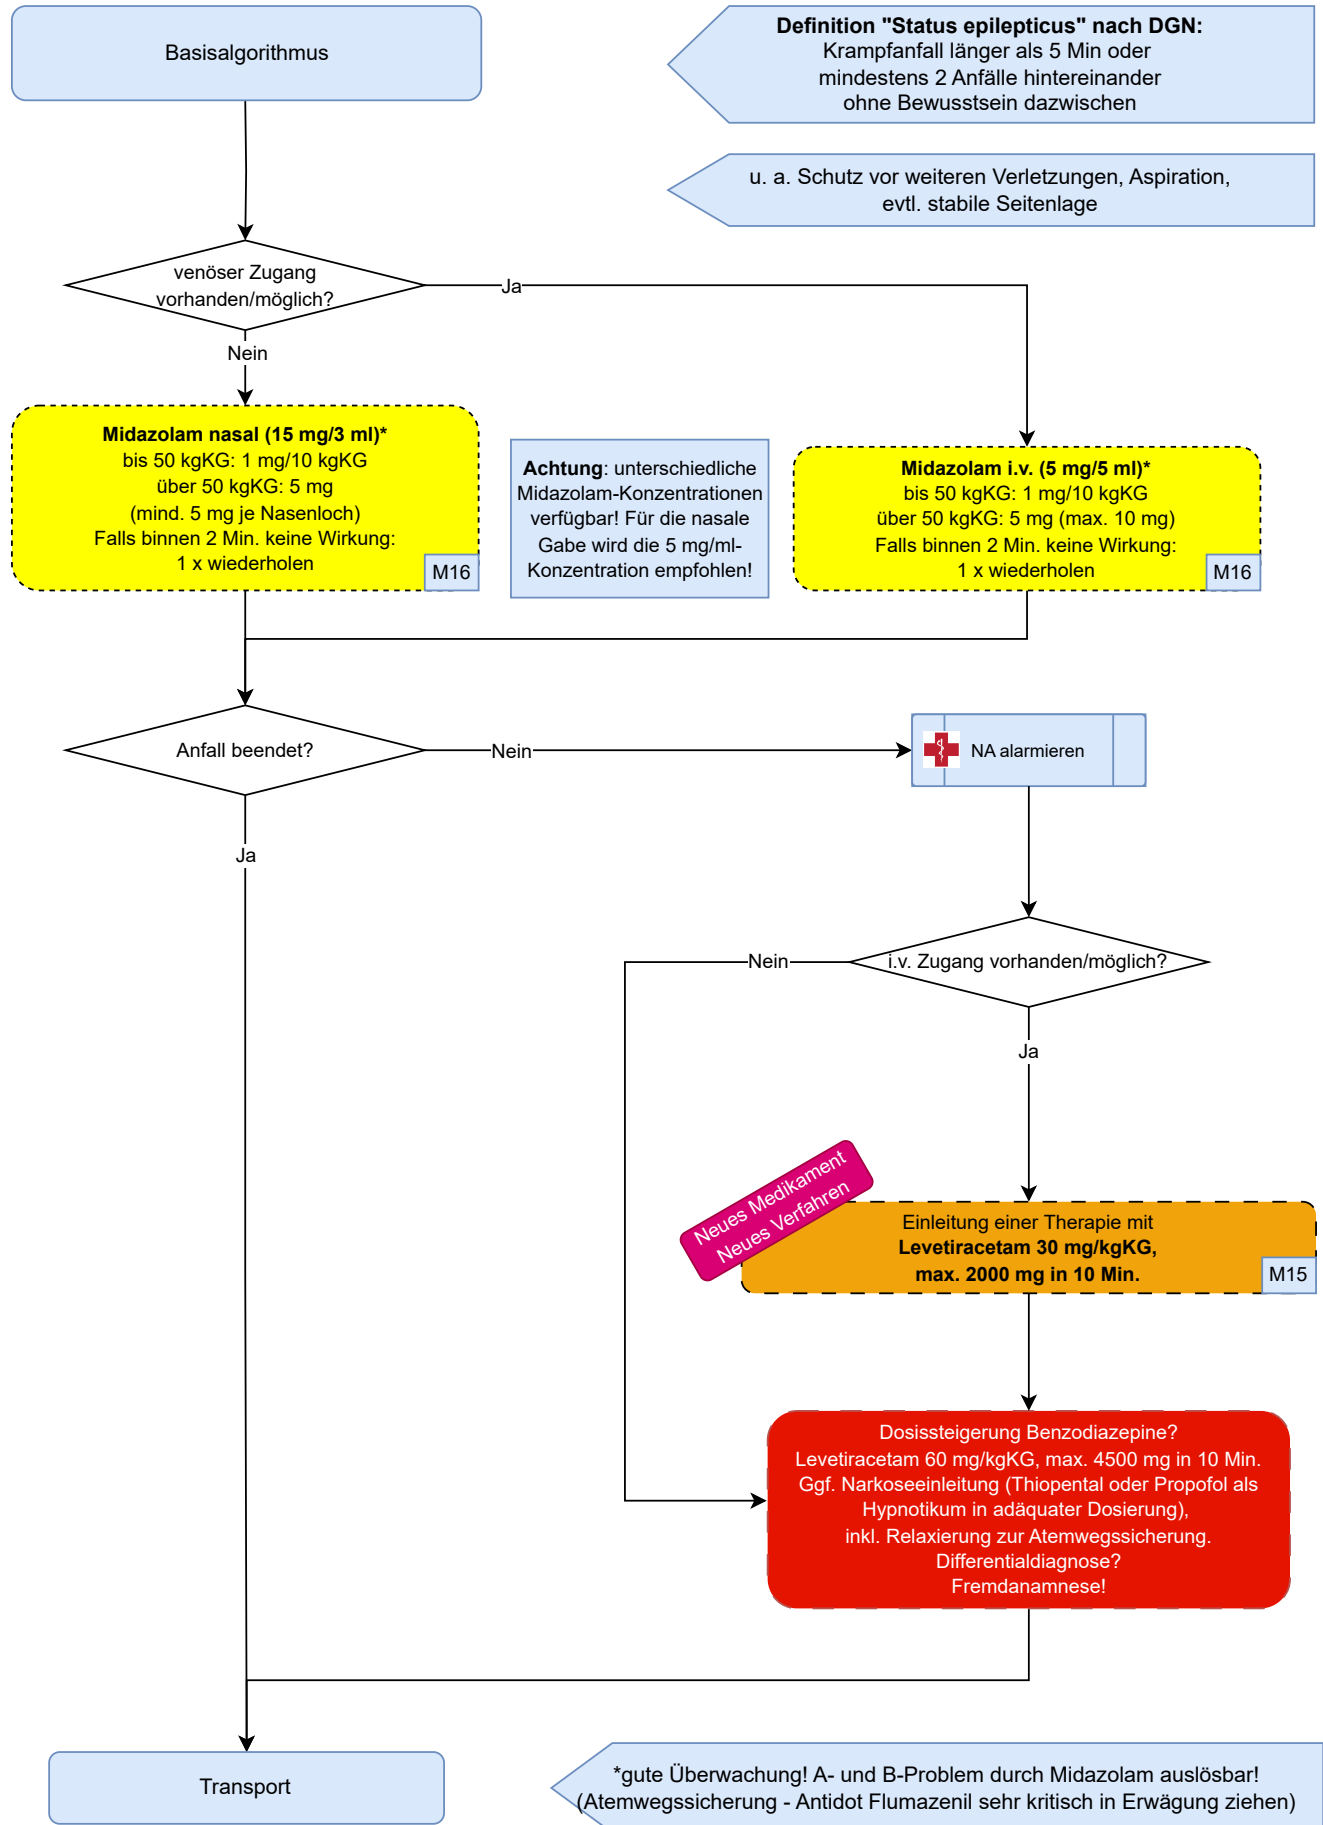 Basisalgorithmus
Definition "Status epilepticus" nach DGN:
Krampfanfall länger als 5 Min oder
mindestens 2 Anfälle hintereinander
ohne Bewusstsein dazwischen
u. a. Schutz vor weiteren Verletzungen, Aspiration,
evtl. stabile Seitenlage
venöser Zugang
vorhanden/möglich?
Ja
Nein
Midazolam nasal (15 mg/3 ml)*
bis 50 kgKG: 1 mg/10 kgKG
über 50 kgKG: 5 mg
(mind. 5 mg je Nasenloch)
Falls binnen 2 Min. keine Wirkung:
1 x wiederholen
M16
Achtung: unterschiedliche
Midazolam-Konzentrationen
verfügbar! Für die nasale
Gabe wird die 5 mg/ml-
Konzentration empfohlen!
Midazolam i.v. (5 mg/5 ml)*
bis 50 kgKG: 1 mg/10 kgKG
über 50 kgKG: 5 mg (max. 10 mg)
Falls binnen 2 Min. keine Wirkung:
1 x wiederholen
M16
Anfall beendet?
Nein
NA alarmieren
Ja
Nein
i.v. Zugang vorhanden/möglich?
Ja
Neues Medikament
Neues Verfahren
Einleitung einer Therapie mit
Levetiracetam 30 mg/kgKG,
max. 2000 mg in 10 Min.
M15
Dosissteigerung Benzodiazepine?
Levetiracetam 60 mg/kgKG, max. 4500 mg in 10 Min.
Ggf. Narkoseeinleitung (Thiopental oder Propofol als
Hypnotikum in adäquater Dosierung),
inkl. Relaxierung zur Atemwegssicherung.
Differentialdiagnose?
Fremdanamnese!
Transport
*gute Überwachung! A- und B-Problem durch Midazolam auslösbar!
(Atemwegssicherung - Antidot Flumazenil sehr kritisch in Erwägung ziehen)